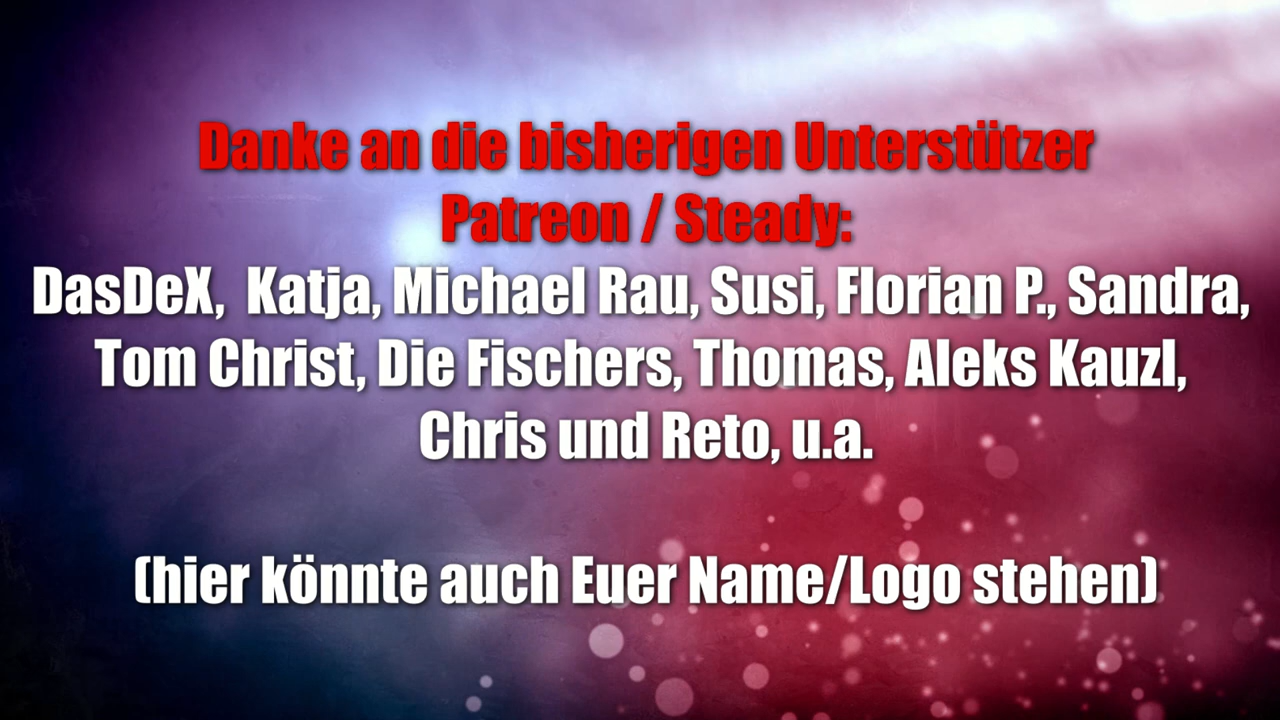 Danke an die bisherigen Unterstützer
Patreon / Steady:
DasDeX,  Katja, Michael Rau, Susi, Florian P., Sandra,
Tom Christ, Die Fischers, Thomas, Aleks Kauzl,
Chris und Reto, u.a.
(hier könnte auch Euer Name/Logo stehen)